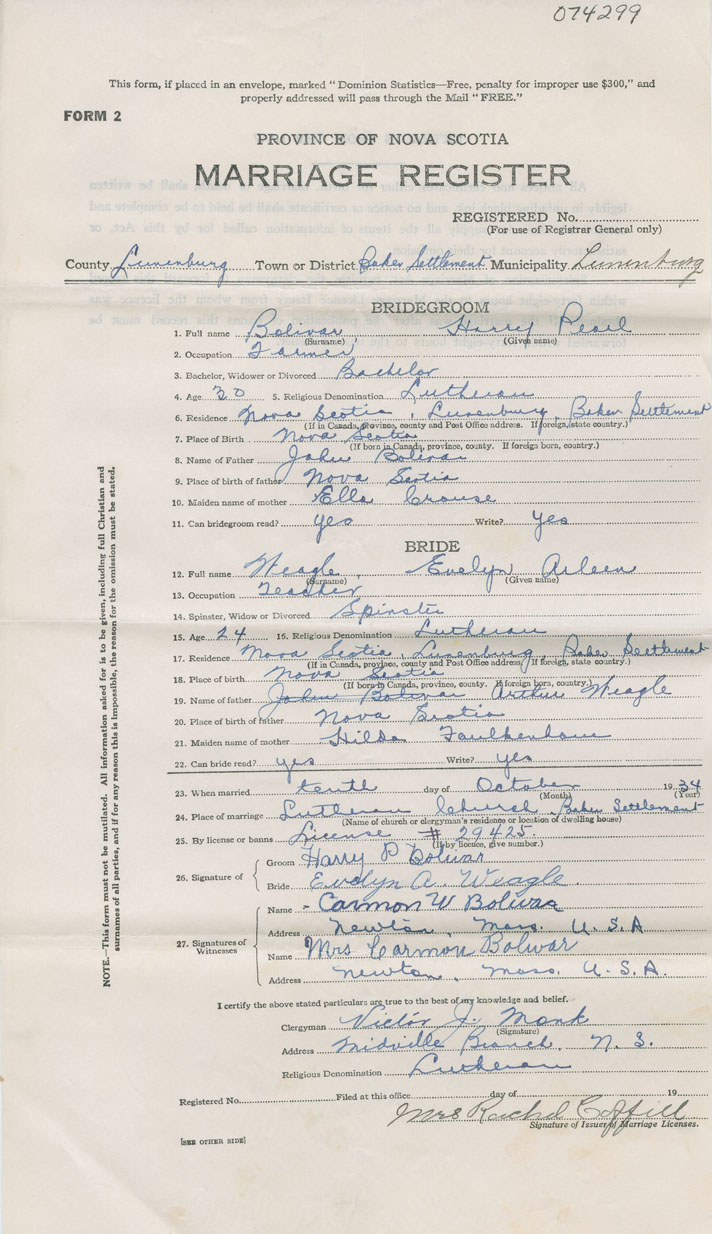 074299
This form, if placed in an envelope, marked "Dominion Statistics—Free, penalty for improper use $300," and
properly addressed will pass through the Mail "FREE."
FORM 2
PROVINCE OF NOVA SCOTIA
MARRIAGE REGISTER
REGISTERED No.
(For use of Registrar General only)
County Lunenburg Town or District Baker Settlement Municipality Lunenburg
BRIDEGROOM
1. Full name Bolivar, Harry Pearl
(Surname) (Given name)
2. Occupation Farmer
3. Bachelor, Widower or Divorced Bachelor
4. Age 30 5. Religious Denomination Lutheran
6. Residence Nova Scotia, Lunenburg, Baker Settlement
(If in Canada, province, county and Post Office address. If foreign, state country.)
7. Place of Birth Nova Scotia
(If born in Canada, province, county. If foreign born, country.)
8. Name of Father John Bolivar
9. Place of birth of father Nova Scotia
10. Maiden name of mother Ella Crouse
11. Can bridegroom read? yes Write? yes
BRIDE
12. Full name Weagle, Evelyn Arleen
(Surname) (Given name)
13. Occupation Teacher
14. Spinster, Widow or Divorced Spinster
15. Age 24 16. Religious Denomination Lutheran
17. Residence Nova Scotia, Lunenburg, Baker Settlement
(If in Canada, province, county and Post Office address. If foreign, state country.)
18. Place of birth Nova Scotia
(If born in Canada, province, county. If foreign born, country.)
19. Name of father John Bolivar Arthur Weagle
20. Place of birth of father Nova Scotia
21. Maiden name of mother Hilda Faulkenham
22. Can bride read? yes Write? yes
23. When married tenth day of October 1934
(Month) (Year)
24. Place of marriage Lutheran Church, Baker Settlement
(Name of church or clergyman's residence or location of dwelling house)
25. By license or banns License # 29425.
(If by licence, give number.)
26. Signature of
Groom Harry P Bolivar
Bride Evelyn A. Weagle
27. Signatures of Witnesses
Name - Carmon W Bolivar
Address Newton, Mass. U.S.A
Name Mrs Carmon Bolivar
Address Newton, Mass. U.S.A.
I certify the above stated particulars are true to the best of my knowledge and belief.
Clergyman Victor J. Monk
(Signature)
Address Midville Branch, N.S.
Religious Denomination Lutheran
Registered No. Filed at this office day of 19
Mrs Rachel Coffill
Signature of Issuer of Marriage Licenses.
[SEE OTHER SIDE]
NOTE.—This form must not be mutilated. All information asked for is to be given, including full Christian and
surnames of all parties, and if for any reason this is impossible, the reason for the omission must be stated.